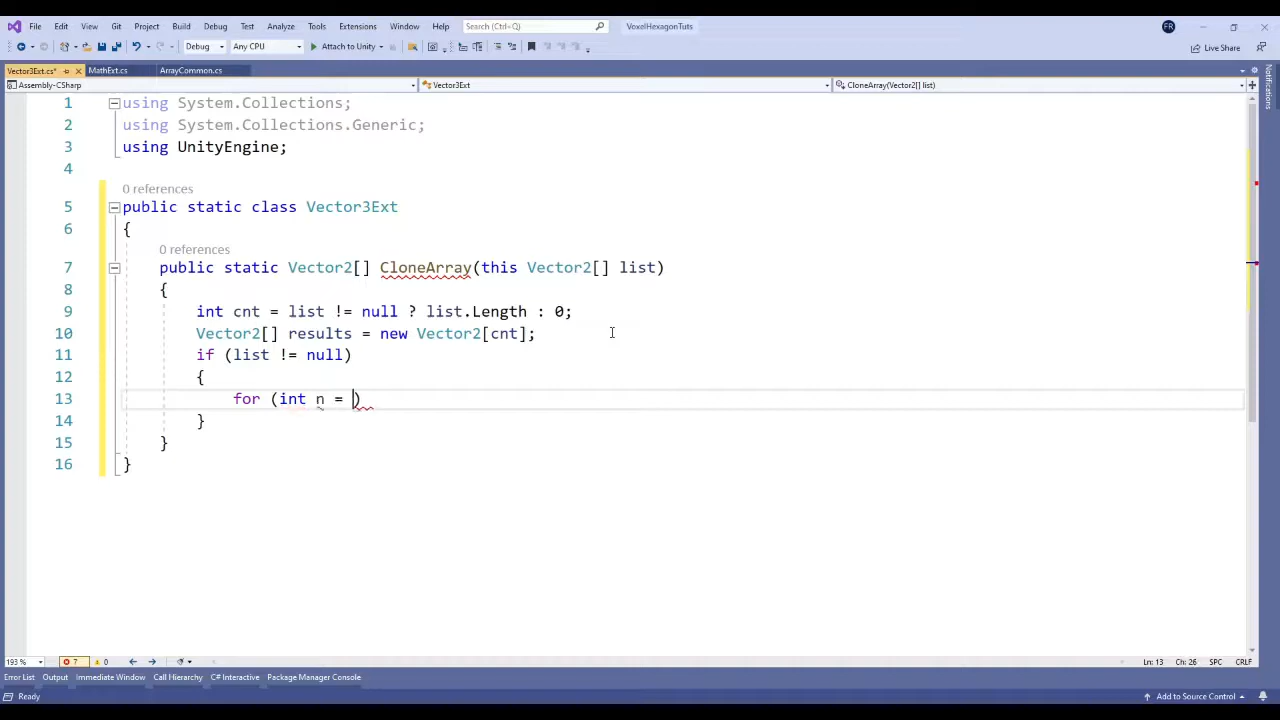 File Edit View Git Project Build Debug Test Analyze Tools Extensions Window Help Search (Ctrl+Q) VoxelHexagonTuts FR
Debug Any CPU Attach to Unity Live Share
Vector3Ext.cs* MathExt.cs ArrayCommon.cs
Assembly-CSharp Vector3Ext CloneArray(Vector2[] list)
Notifications
1 using System.Collections;
2 using System.Collections.Generic;
3 using UnityEngine;
4
0 references
5 public static class Vector3Ext
6 {
0 references
7 public static Vector2[] CloneArray(this Vector2[] list)
8 {
9 int cnt = list != null ? list.Length : 0;
10 Vector2[] results = new Vector2[cnt];
11 if (list != null)
12 {
13 for (int n = )
14 }
15 }
16 }
193 % 7 0 Ln: 13 Ch: 26 SPC CRLF
Error List Output Immediate Window Call Hierarchy C# Interactive Package Manager Console
Ready Add to Source Control